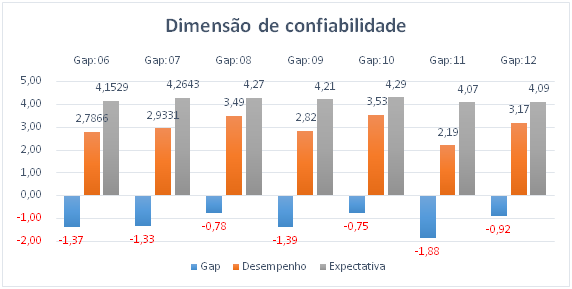 Dimensão de confiabilidade
Gap:06 Gap:07 Gap:08 Gap:09 Gap:10 Gap:11 Gap:12
5,00
4,00
3,00
2,00
1,00
0,00
-1,00
-2,00
4,1529 4,2643 4,27 4,21 4,29 4,07 4,09
2,7866 2,9331 3,49 2,82 3,53 2,19 3,17
-1,37 -1,33 -0,78 -1,39 -0,75 -1,88 -0,92
Gap Desempenho Expectativa